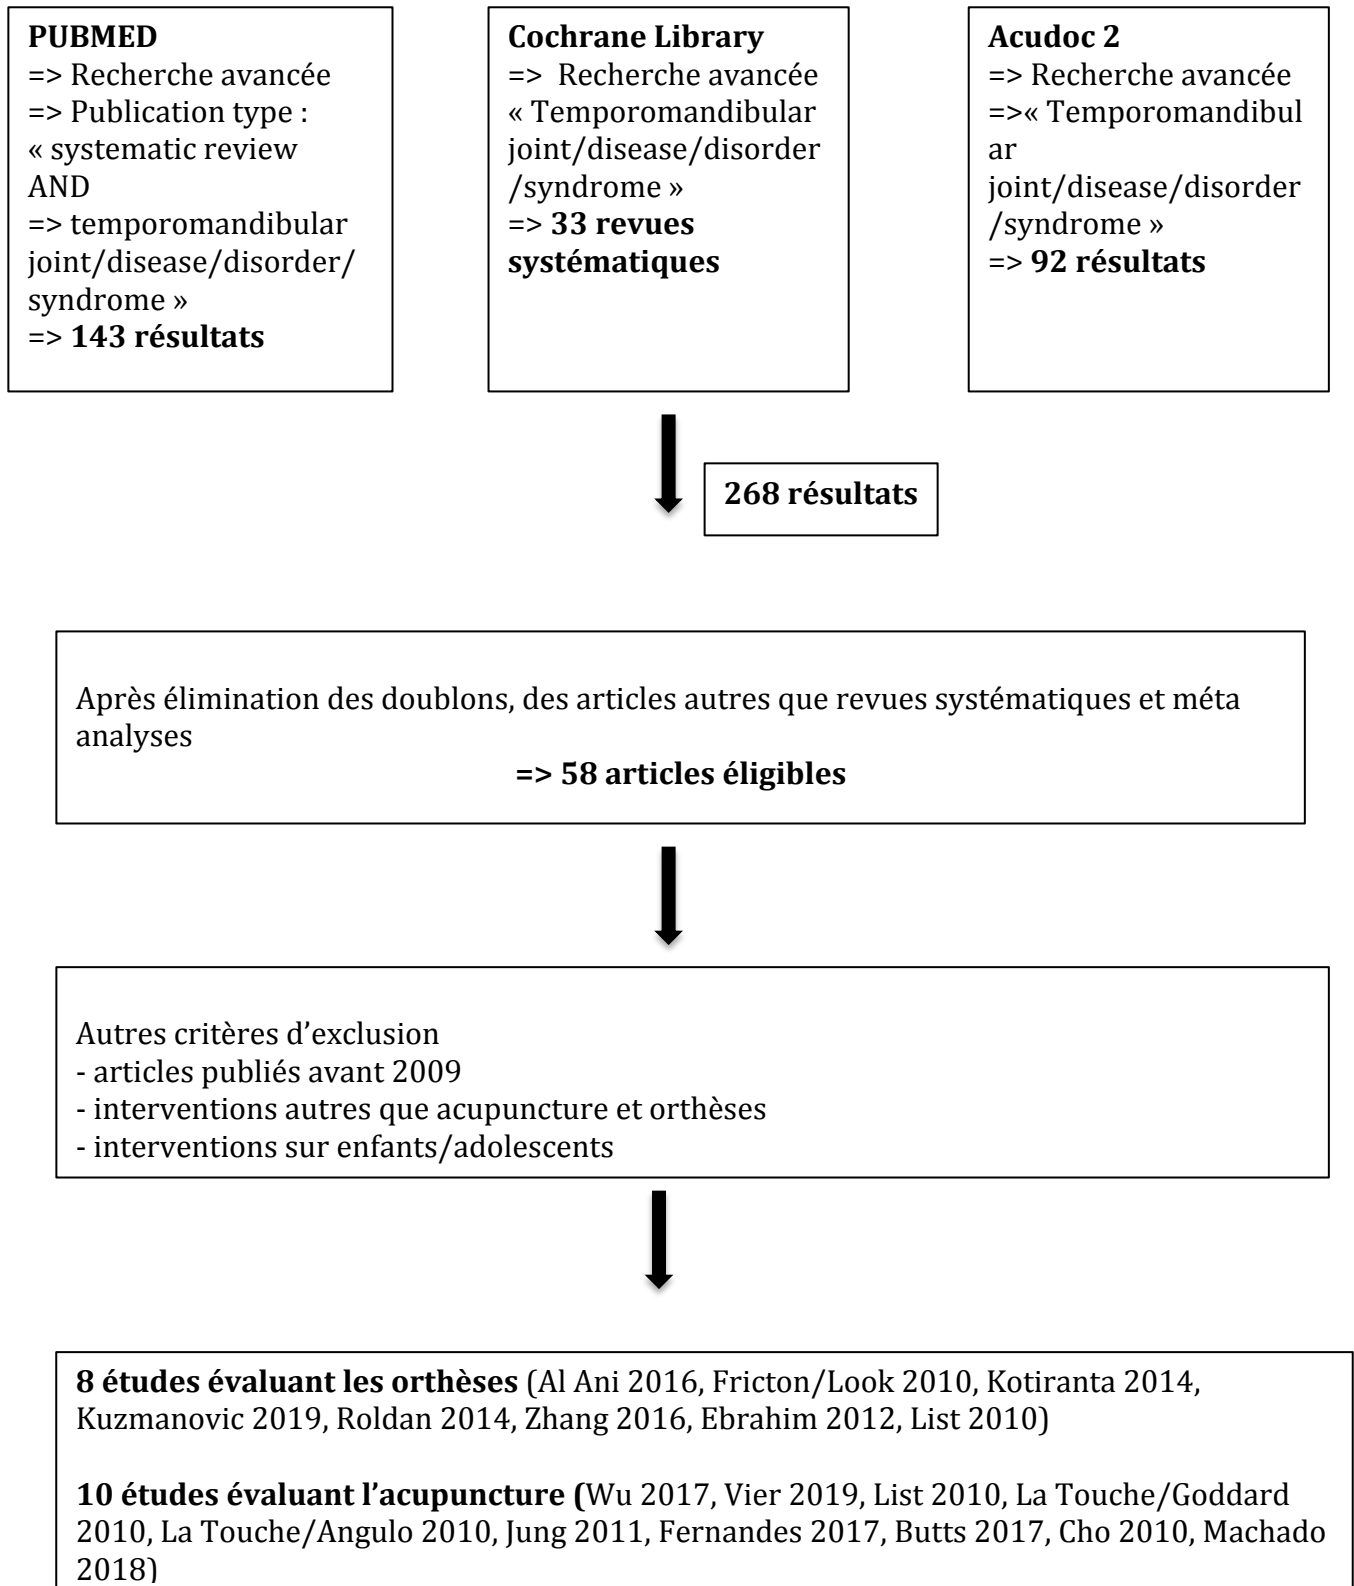 PUBMED
=> Recherche avancée
=> Publication type :
« systematic review
AND
=> temporomandibular
joint/disease/disorder/
syndrome »
=> 143 résultats
Cochrane Library
=> Recherche avancée
« Temporomandibular
joint/disease/disorder
/syndrome »
=> 33 revues
systématiques
Acudoc 2
=> Recherche avancée
=>« Temporomandibul
ar
joint/disease/disorder
/syndrome »
=> 92 résultats
268 résultats
Après élimination des doublons, des articles autres que revues systématiques et méta
analyses
=> 58 articles éligibles
Autres critères d’exclusion
- articles publiés avant 2009
- interventions autres que acupuncture et orthèses
- interventions sur enfants/adolescents
8 études évaluant les orthèses (Al Ani 2016, Fricton/Look 2010, Kotiranta 2014,
Kuzmanovic 2019, Roldan 2014, Zhang 2016, Ebrahim 2012, List 2010)
10 études évaluant l’acupuncture (Wu 2017, Vier 2019, List 2010, La Touche/Goddard
2010, La Touche/Angulo 2010, Jung 2011, Fernandes 2017, Butts 2017, Cho 2010, Machado
2018)